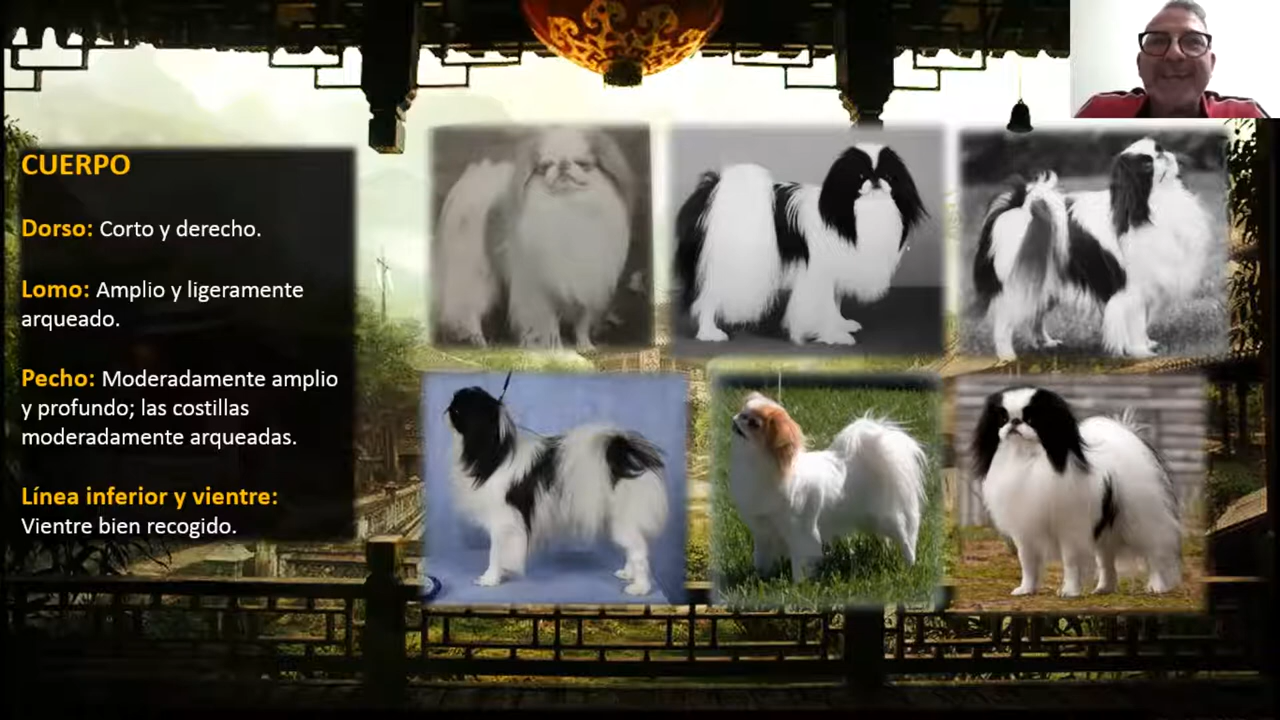 CUERPO
Dorso: Corto y derecho.
Lomo: Amplio y ligeramente
arqueado.
Pecho: Moderadamente amplio
y profundo; las costillas
moderadamente arqueadas.
Línea inferior y vientre:
Vientre bien recogido.